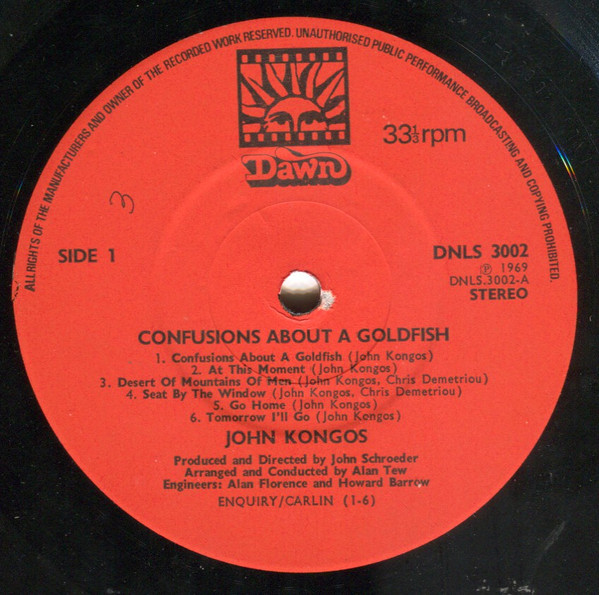 ALL RIGHTS OF THE MANUFACTURERS AND OWNER OF THE RECORDED WORK RESERVED. UNAUTHORISED PUBLIC PERFORMANCE BROADCASTING AND COPYING PROHIBITED.
Dawn
33⅓ rpm
3
SIDE 1
DNLS 3002
℗ 1969
DNLS.3002-A
STEREO
CONFUSIONS ABOUT A GOLDFISH
1. Confusions About A Goldfish (John Kongos)
2. At This Moment (John Kongos)
3. Desert Of Mountains Of Men (John Kongos, Chris Demetriou)
4. Seat By The Window (John Kongos, Chris Demetriou)
5. Go Home (John Kongos)
6. Tomorrow I'll Go (John Kongos)
JOHN KONGOS
Produced and Directed by John Schroeder
Arranged and Conducted by Alan Tew
Engineers: Alan Florence and Howard Barrow
ENQUIRY/CARLIN (1-6)